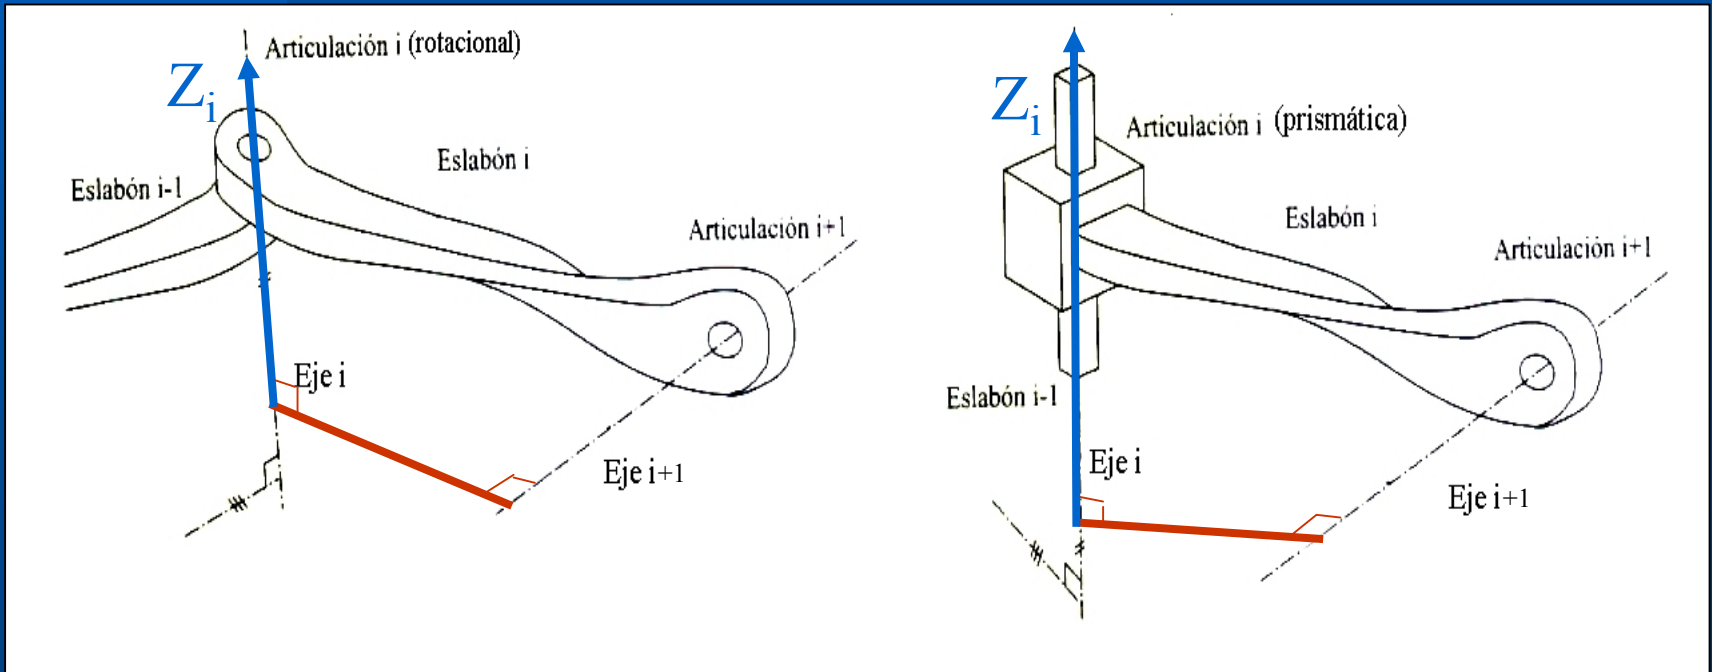 Articulación i (rotacional)
Zi
Eslabón i
Eslabón i-1
Articulación i+1
Eje i
Eje i+1
Zi
Articulación i (prismática)
Eslabón i
Articulación i+1
Eslabón i-1
Eje i
Eje i+1